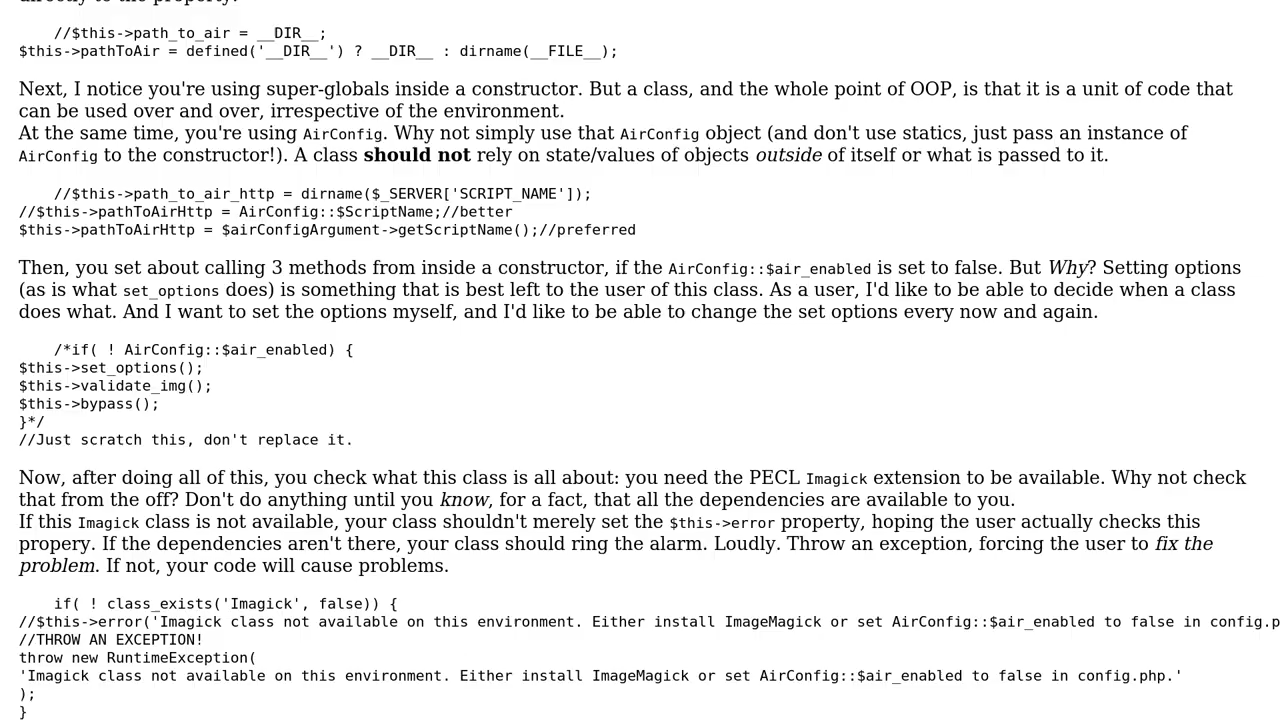 directly to the property:
//$this->path_to_air = __DIR__;
$this->pathToAir = defined('__DIR__') ? __DIR__ : dirname(__FILE__);
Next, I notice you're using super-globals inside a constructor. But a class, and the whole point of OOP, is that it is a unit of code that
can be used over and over, irrespective of the environment.
At the same time, you're using AirConfig. Why not simply use that AirConfig object (and don't use statics, just pass an instance of
AirConfig to the constructor!). A class should not rely on state/values of objects outside of itself or what is passed to it.
//$this->path_to_air_http = dirname($_SERVER['SCRIPT_NAME']);
//$this->pathToAirHttp = AirConfig::$ScriptName;//better
$this->pathToAirHttp = $airConfigArgument->getScriptName();//preferred
Then, you set about calling 3 methods from inside a constructor, if the AirConfig::$air_enabled is set to false. But Why? Setting options
(as is what set_options does) is something that is best left to the user of this class. As a user, I'd like to be able to decide when a class
does what. And I want to set the options myself, and I'd like to be able to change the set options every now and again.
/*if( ! AirConfig::$air_enabled) {
$this->set_options();
$this->validate_img();
$this->bypass();
}*/
//Just scratch this, don't replace it.
Now, after doing all of this, you check what this class is all about: you need the PECL Imagick extension to be available. Why not check
that from the off? Don't do anything until you know, for a fact, that all the dependencies are available to you.
If this Imagick class is not available, your class shouldn't merely set the $this->error property, hoping the user actually checks this
propery. If the dependencies aren't there, your class should ring the alarm. Loudly. Throw an exception, forcing the user to fix the
problem. If not, your code will cause problems.
if( ! class_exists('Imagick', false)) {
//$this->error('Imagick class not available on this environment. Either install ImageMagick or set AirConfig::$air_enabled to false in config.p
//THROW AN EXCEPTION!
throw new RuntimeException(
'Imagick class not available on this environment. Either install ImageMagick or set AirConfig::$air_enabled to false in config.php.'
);
}